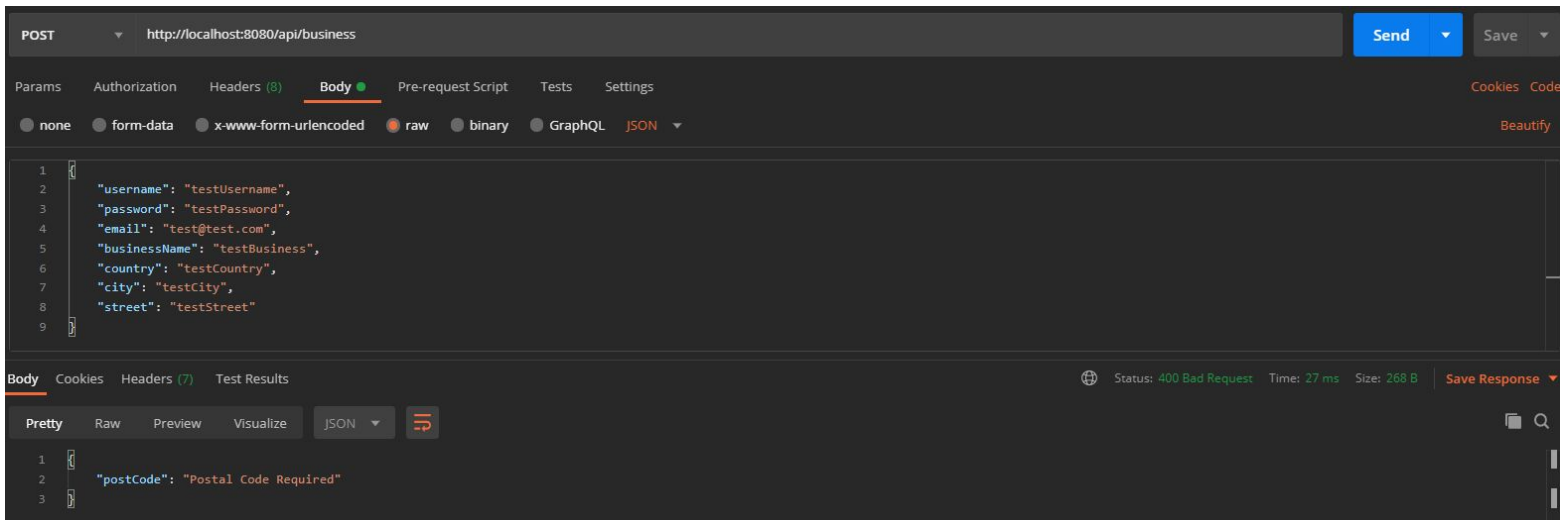 POST http://localhost:8080/api/business Send Save
Params Authorization Headers (8) Body Pre-request Script Tests Settings Cookies Code
none form-data x-www-form-urlencoded raw binary GraphQL JSON Beautify
1 {
2 "username": "testUsername",
3 "password": "testPassword",
4 "email": "test@test.com",
5 "businessName": "testBusiness",
6 "country": "testCountry",
7 "city": "testCity",
8 "street": "testStreet"
9 }
Body Cookies Headers (7) Test Results Status: 400 Bad Request Time: 27 ms Size: 268 B Save Response
Pretty Raw Preview Visualize JSON
1 {
2 "postCode": "Postal Code Required"
3 }